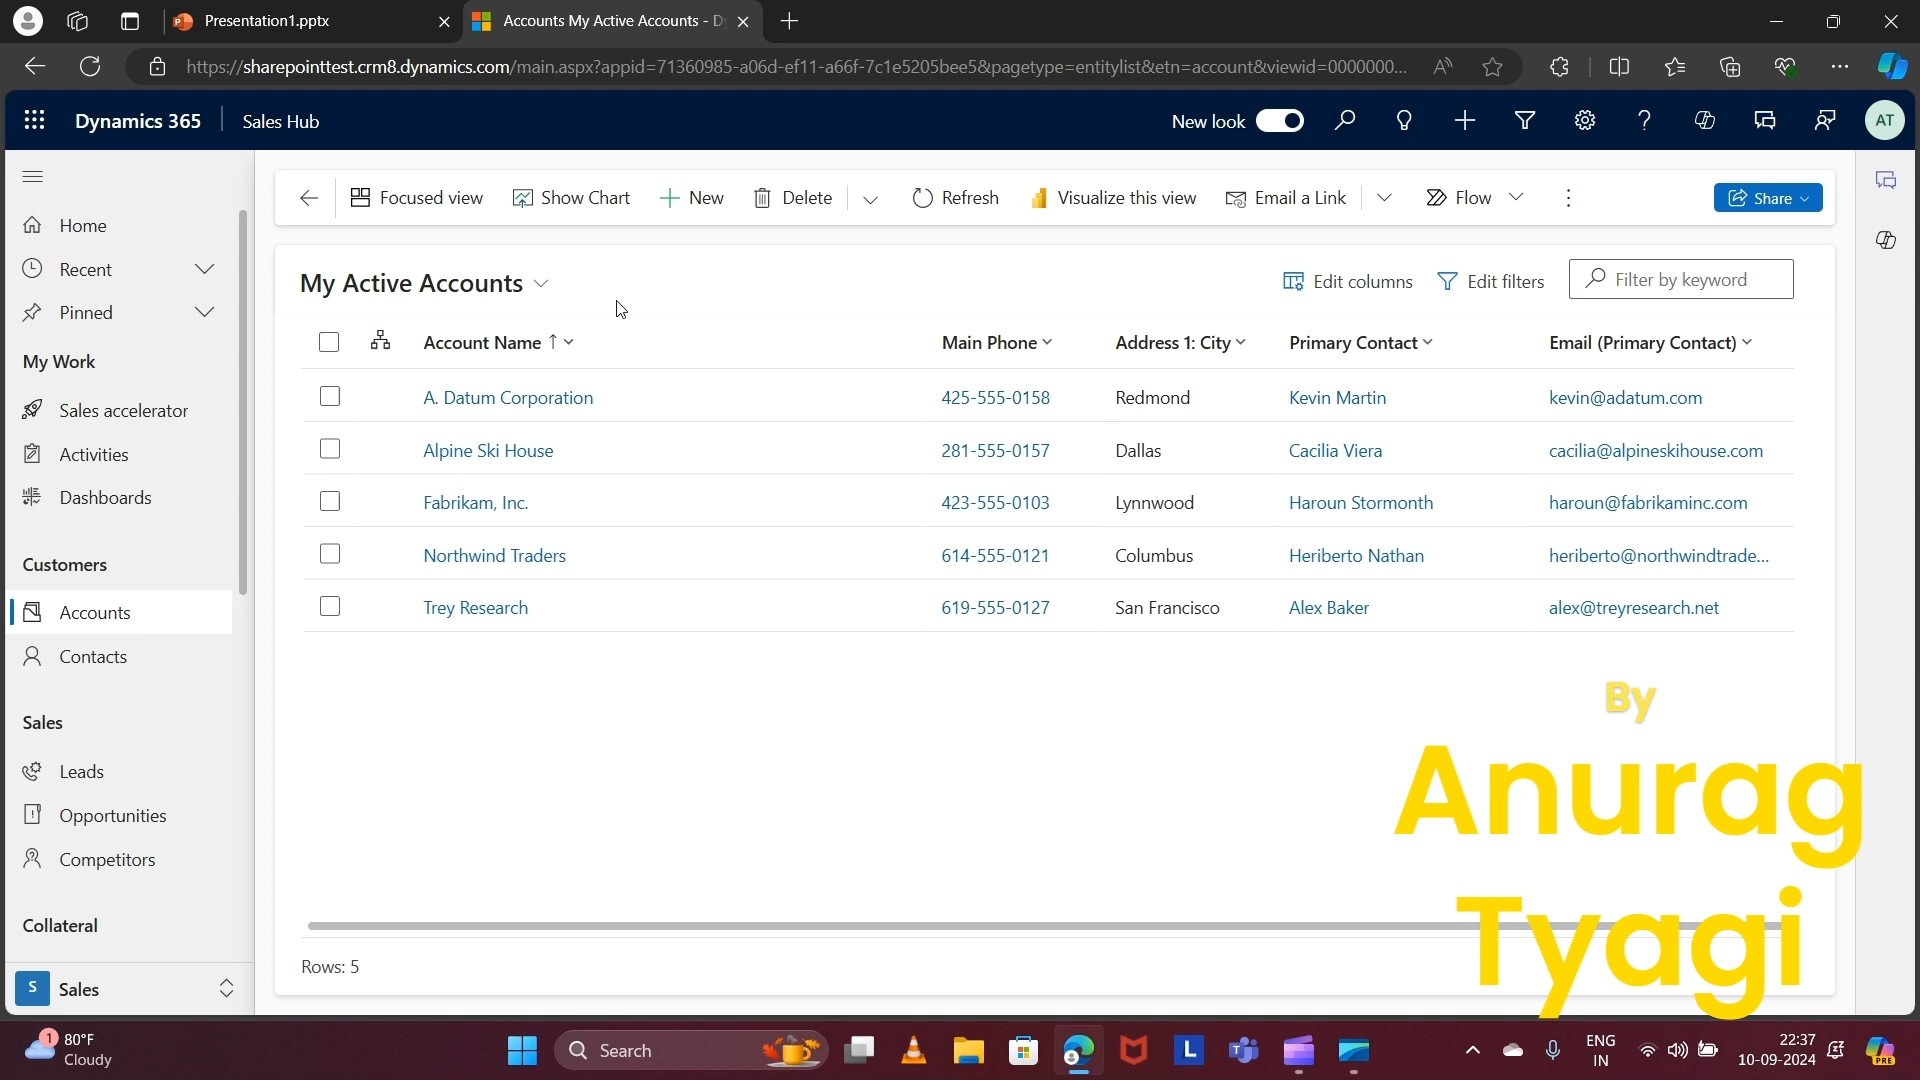 Presentation1.pptx
Accounts My Active Accounts - D
https://sharepointtest.crm8.dynamics.com/main.aspx?appid=71360985-a06d-ef11-a66f-7c1e5205bee5&pagetype=entitylist&etn=account&viewid=0000000...
Dynamics 365
Sales Hub
New look
AT
Home
Recent
Pinned
My Work
Sales accelerator
Activities
Dashboards
Customers
Accounts
Contacts
Sales
Leads
Opportunities
Competitors
Collateral
S Sales
Focused view
Show Chart
New
Delete
Refresh
Visualize this view
Email a Link
Flow
Share
My Active Accounts
Edit columns
Edit filters
Filter by keyword
Account Name ↑ Main Phone Address 1: City Primary Contact Email (Primary Contact)
A. Datum Corporation 425-555-0158 Redmond Kevin Martin kevin@adatum.com
Alpine Ski House 281-555-0157 Dallas Cacilia Viera cacilia@alpineskihouse.com
Fabrikam, Inc. 423-555-0103 Lynnwood Haroun Stormonth haroun@fabrikaminc.com
Northwind Traders 614-555-0121 Columbus Heriberto Nathan heriberto@northwindtrade...
Trey Research 619-555-0127 San Francisco Alex Baker alex@treyresearch.net
Rows: 5
By
Anurag
Tyagi
1
80°F
Cloudy
Search
L
ENG
IN
22:37
10-09-2024
PRE